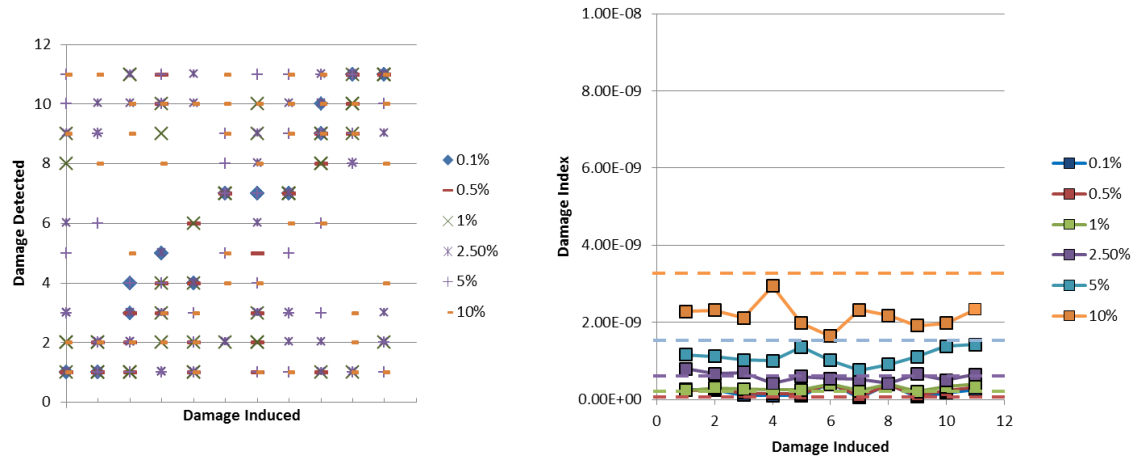 12
10
8
6
4
2
0
Damage Detected
Damage Induced
0.1%
0.5%
1%
2.50%
5%
10%
1.00E-08
8.00E-09
6.00E-09
4.00E-09
2.00E-09
0.00E+00
Damage Index
0 2 4 6 8 10 12
Damage Induced
0.1%
0.5%
1%
2.50%
5%
10%